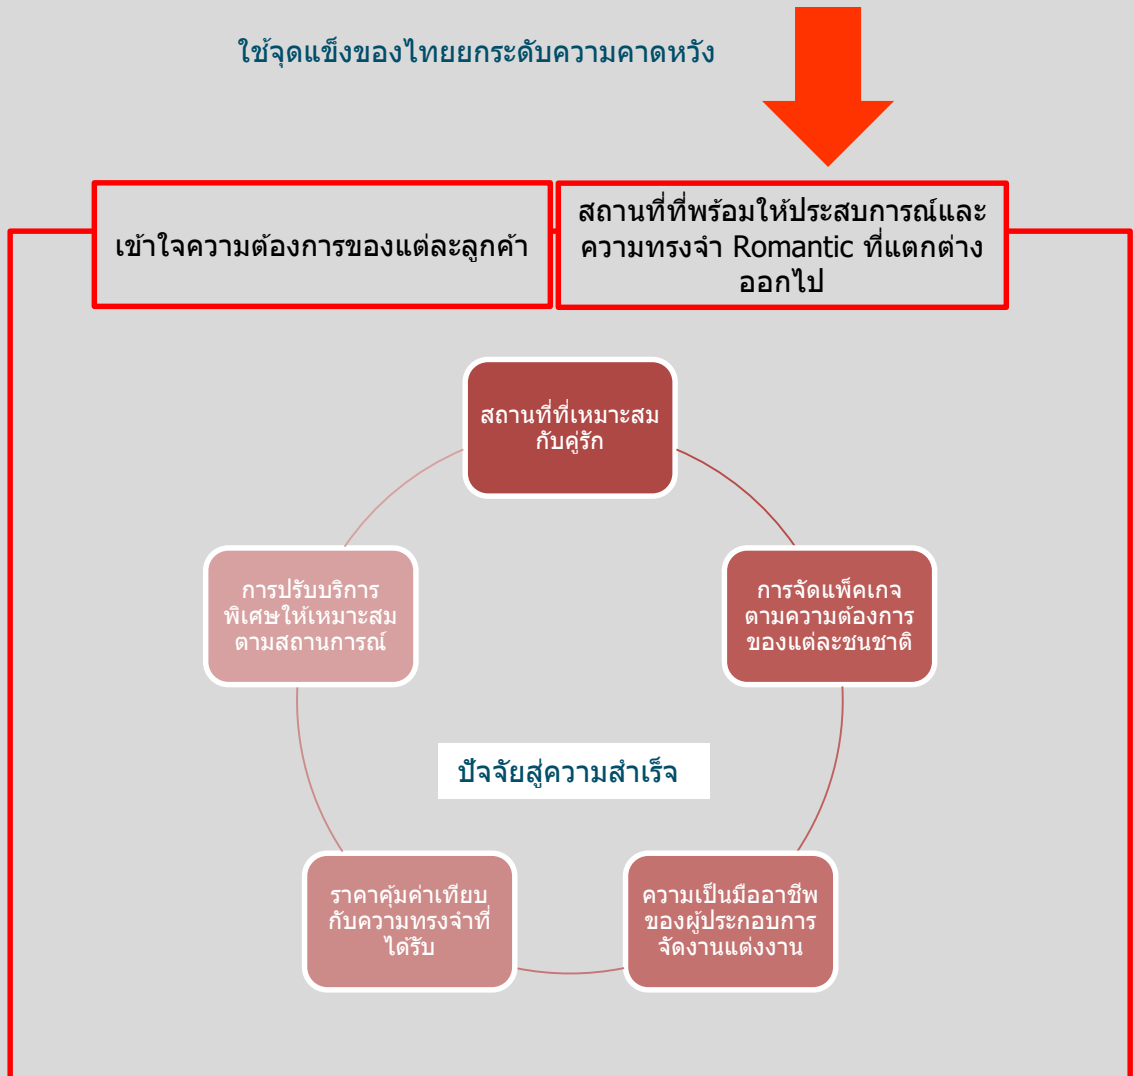 ใช้จุดแข็งของไทยยกระดับความคาดหวัง
เข้าใจความต้องการของแต่ละลูกค้า
สถานที่ที่พร้อมให้ประสบการณ์และ
ความทรงจำ Romantic ที่แตกต่าง
ออกไป
สถานที่ที่เหมาะสม
กับคู่รัก
การปรับบริการ
พิเศษให้เหมาะสม
ตามสถานการณ์
การจัดแพ็คเกจ
ตามความต้องการ
ของแต่ละชนชาติ
ปัจจัยสู่ความสำเร็จ
ราคาคุ้มค่าเทียบ
กับความทรงจำที่
ได้รับ
ความเป็นมืออาชีพ
ของผู้ประกอบการ
จัดงานแต่งงาน